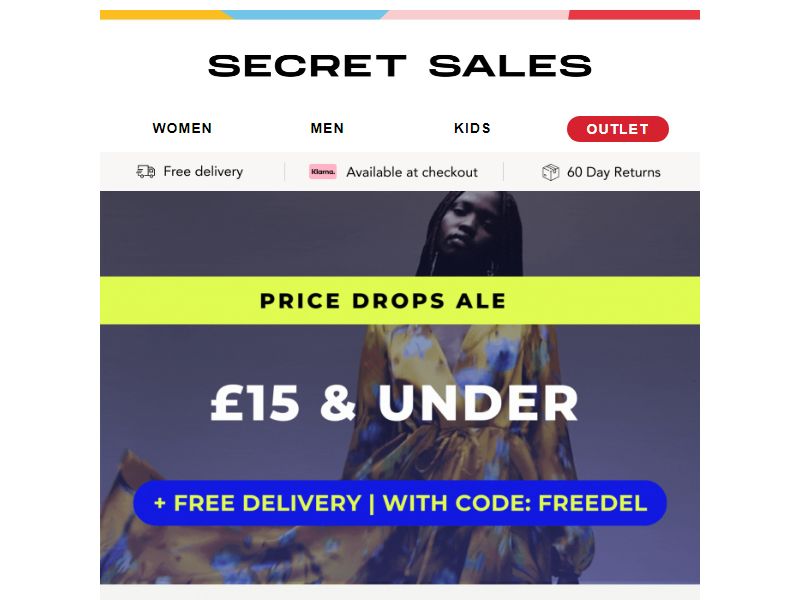 SECRET SALES
WOMEN MEN KIDS OUTLET
Free delivery Klarna. Available at checkout 60 Day Returns
PRICE DROPS ALE
£15 & UNDER
+ FREE DELIVERY | WITH CODE: FREEDEL